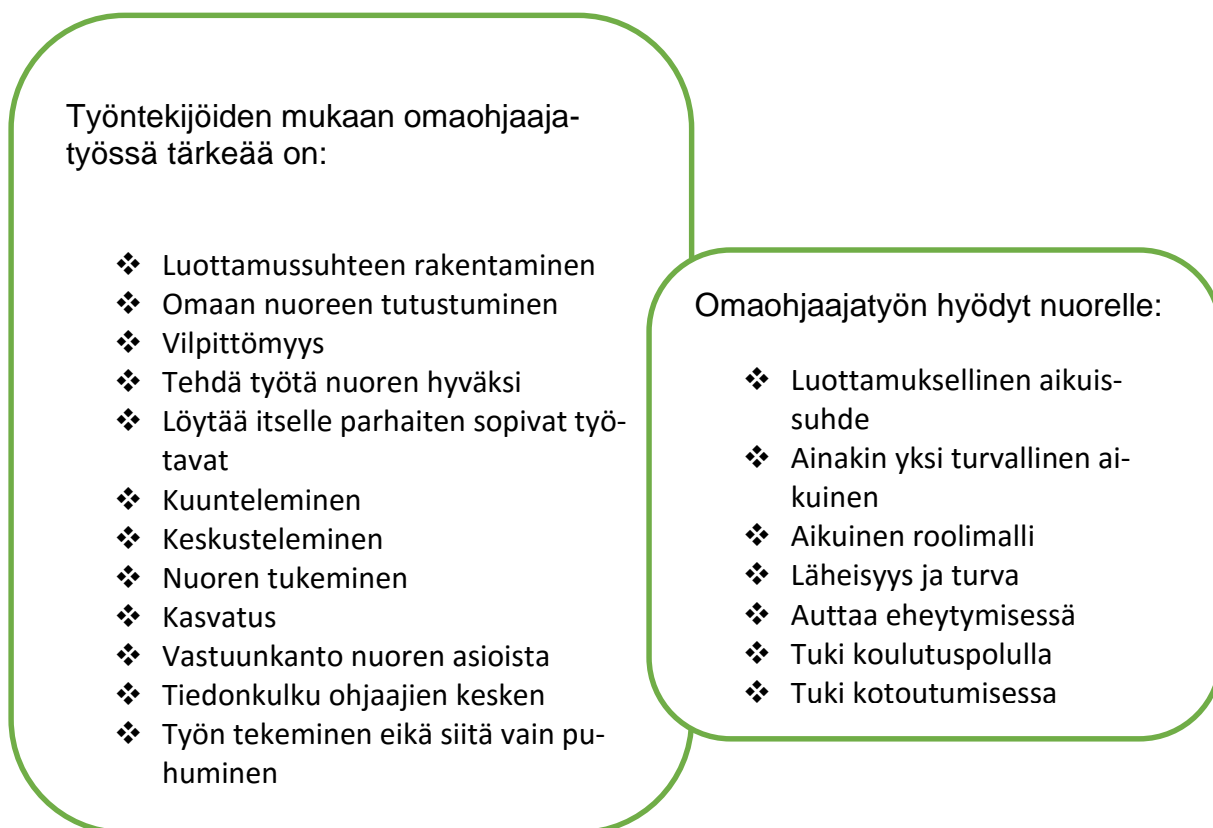 Työntekijöiden mukaan omaohjaaja-
työssä tärkeää on:
❖ Luottamussuhteen rakentaminen
❖ Omaan nuoreen tutustuminen
❖ Vilpittömyys
❖ Tehdä työtä nuoren hyväksi
❖ Löytää itselle parhaiten sopivat työ-
tavat
❖ Kuunteleminen
❖ Keskusteleminen
❖ Nuoren tukeminen
❖ Kasvatus
❖ Vastuunkanto nuoren asioista
❖ Tiedonkulku ohjaajien kesken
❖ Työn tekeminen eikä siitä vain pu-
huminen
Omaohjaajatyön hyödyt nuorelle:
❖ Luottamuksellinen aikuis-
suhde
❖ Ainakin yksi turvallinen ai-
kuinen
❖ Aikuinen roolimalli
❖ Läheisyys ja turva
❖ Auttaa eheytymisessä
❖ Tuki koulutuspolulla
❖ Tuki kotoutumisessa